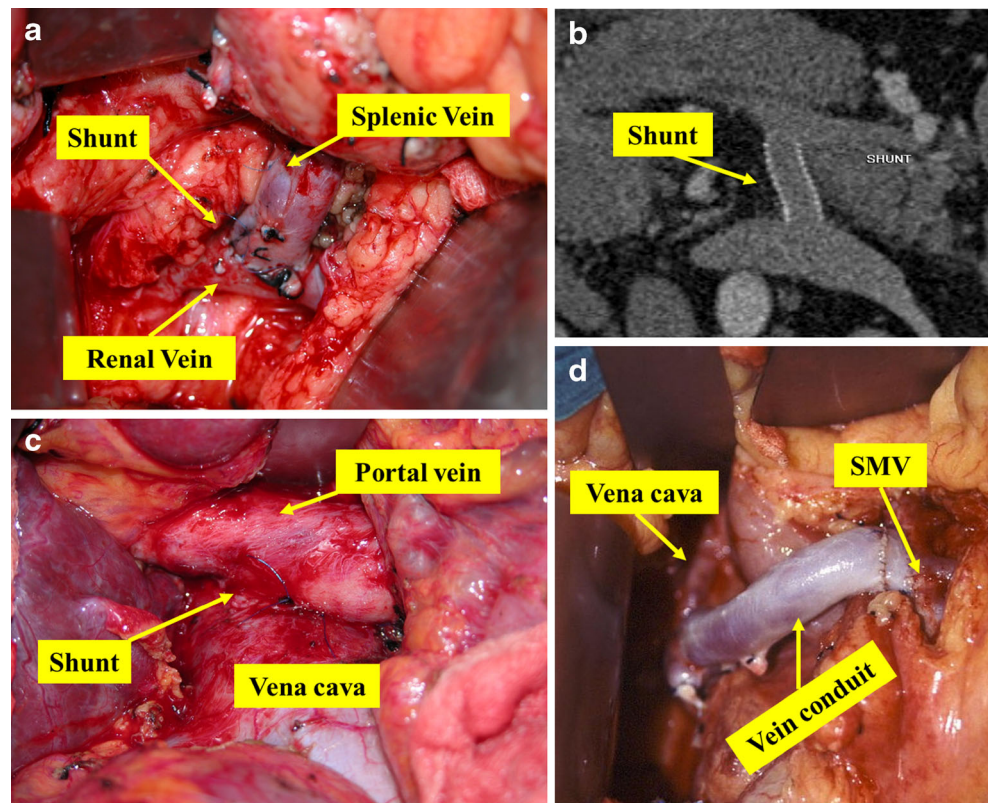 a
Splenic Vein
Shunt
Renal Vein
b
Shunt
SHUNT
c
Portal vein
Shunt
Vena cava
d
SMV
Vena cava
Vein conduit